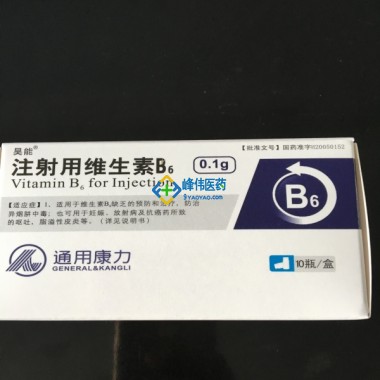 昊能®
注射用维生素B6
0.1g
Vitamin B6 for Injection
【批准文号】国药准字H20058152
【适应症】1、适用于维生素B6缺乏的预防和治疗,防治
异烟肼中毒;也可用于妊娠、放射病及抗癌药所致
的呕吐,脂溢性皮炎等。(详见说明书)
B6
峰伟医药
9YAOYAO.com
通用康力
GENERAL&KANGLI
10瓶/盒